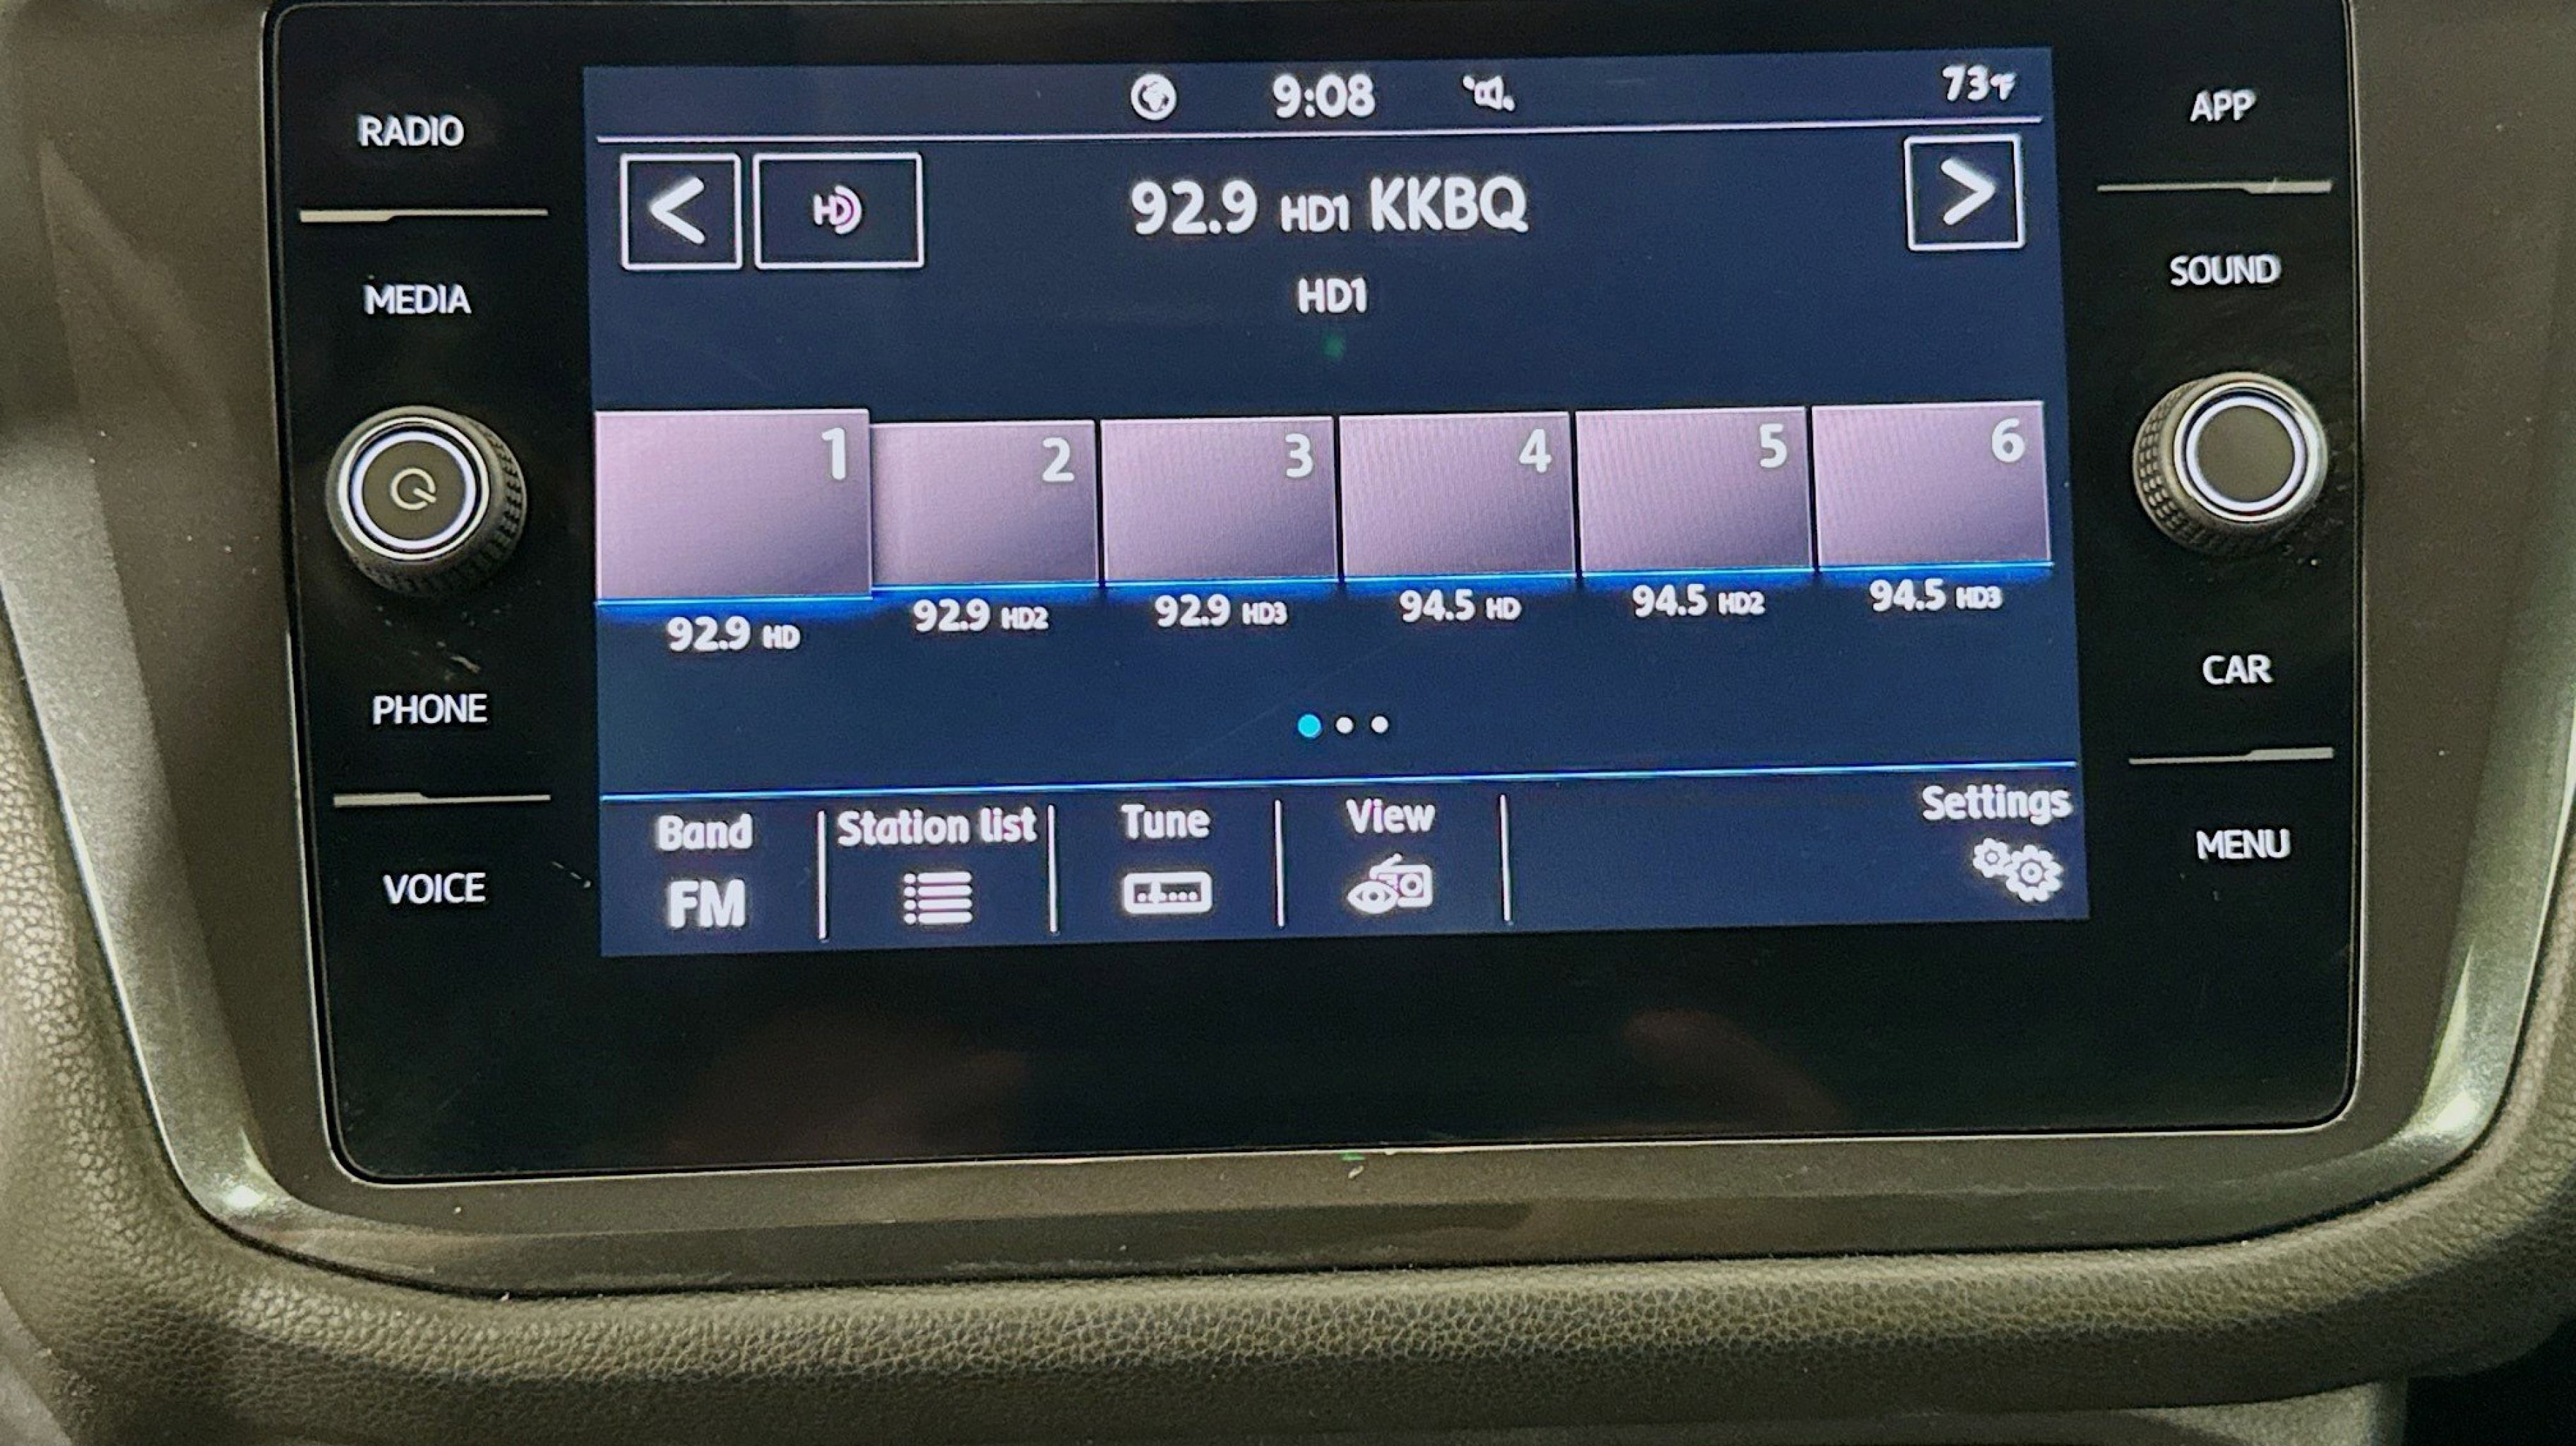 RADIO
MEDIA
PHONE
VOICE
9:08
73°F
HD
92.9 HD1 KKBQ
HD1
1
2
3
4
5
6
92.9 HD
92.9 HD2
92.9 HD3
94.5 HD
94.5 HD2
94.5 HD3
Band
Station list
Tune
View
Settings
FM
APP
SOUND
CAR
MENU